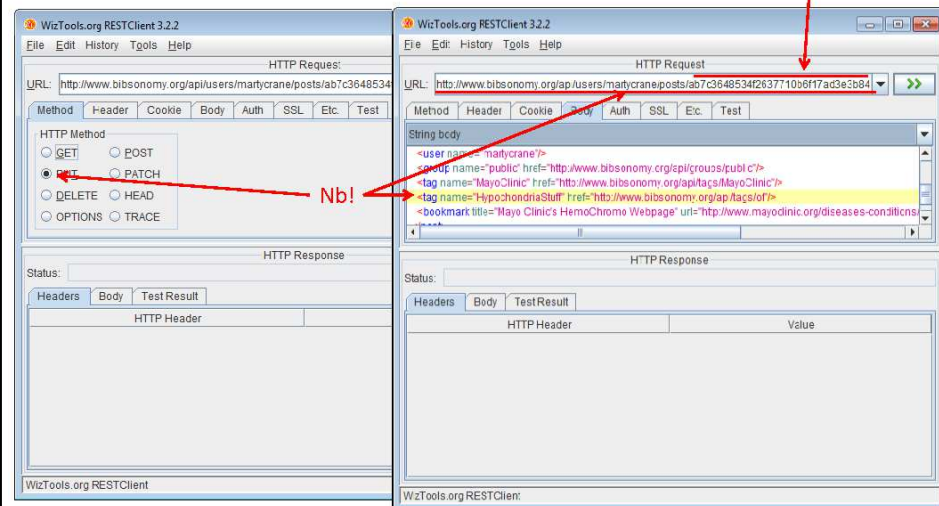 WizTools.org RESTClient 3.2.2
File Edit History Tools Help
HTTP Request
URL: http://www.bibsonomy.org/api/users/martycrane/posts/ab7c3648534
Method Header Cookie Body Auth SSL Etc. Test
HTTP Method
GET POST
PATCH
DELETE HEAD
OPTIONS TRACE
Nb!
HTTP Response
Status:
Headers Body Test Result
HTTP Header
WizTools.org RESTClient
WizTools.org RESTClient 3.2.2
File Edit History Tools Help
HTTP Request
URL: http://www.bibsonomy.org/ap/users/martycrane/posts/ab7c3648534f2637710b6f17ad3e3b84
Method Header Cookie Body Auth SSL Etc. Test
String body
<user name="martycrane"/>
<group name="public" href="http://www.bibsonomy.org/api/groups/public"/>
<tag name="MayoClinic" href="http://www.bibsonomy.org/api/tags/MayoClinic"/>
<tag name="HypochondriaStuff" href="http://www.bibsonomy.org/ap/tags/of"/>
<bookmark title="Mayo Clinic's HemoChromo Webpage" url="http://www.mayoclinic.org/diseases-conditions/
HTTP Response
Status:
Headers Body Test Result
HTTP Header Value
WizTools.org RESTClient